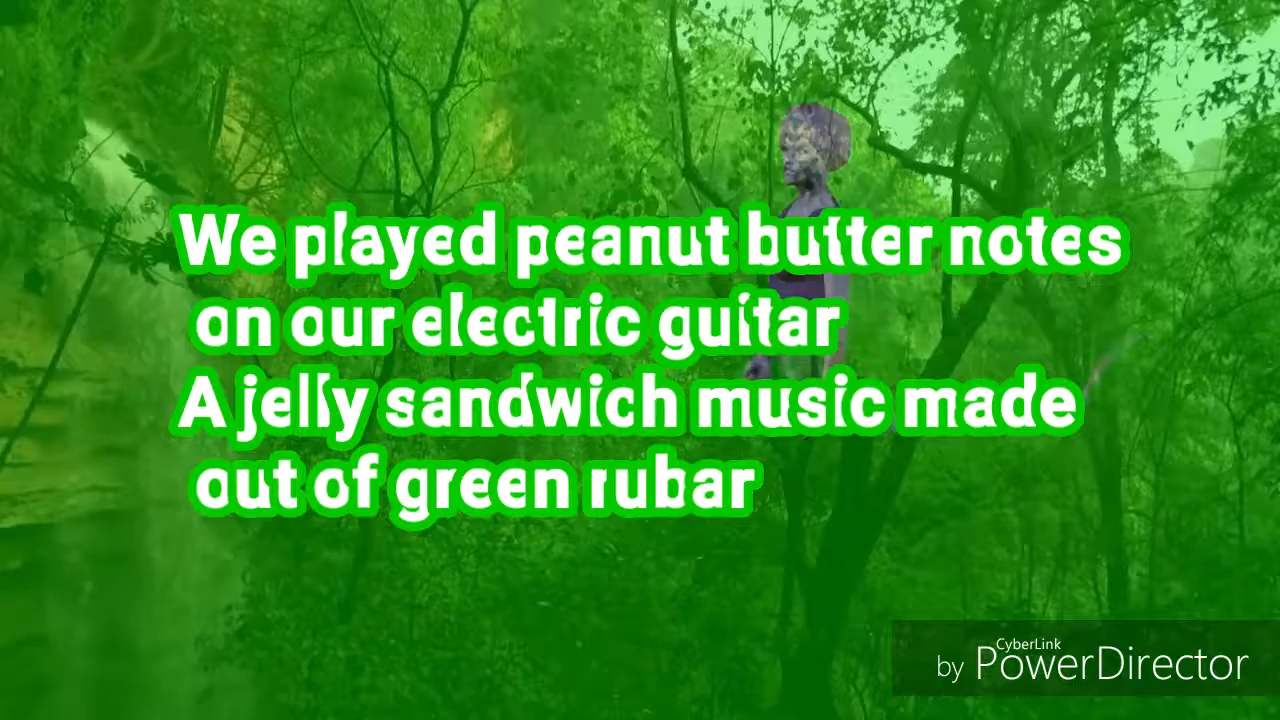 We played peanut butter notes
on our electric guitar
A jelly sandwich music made
out of green rubar
CyberLink
by PowerDirector